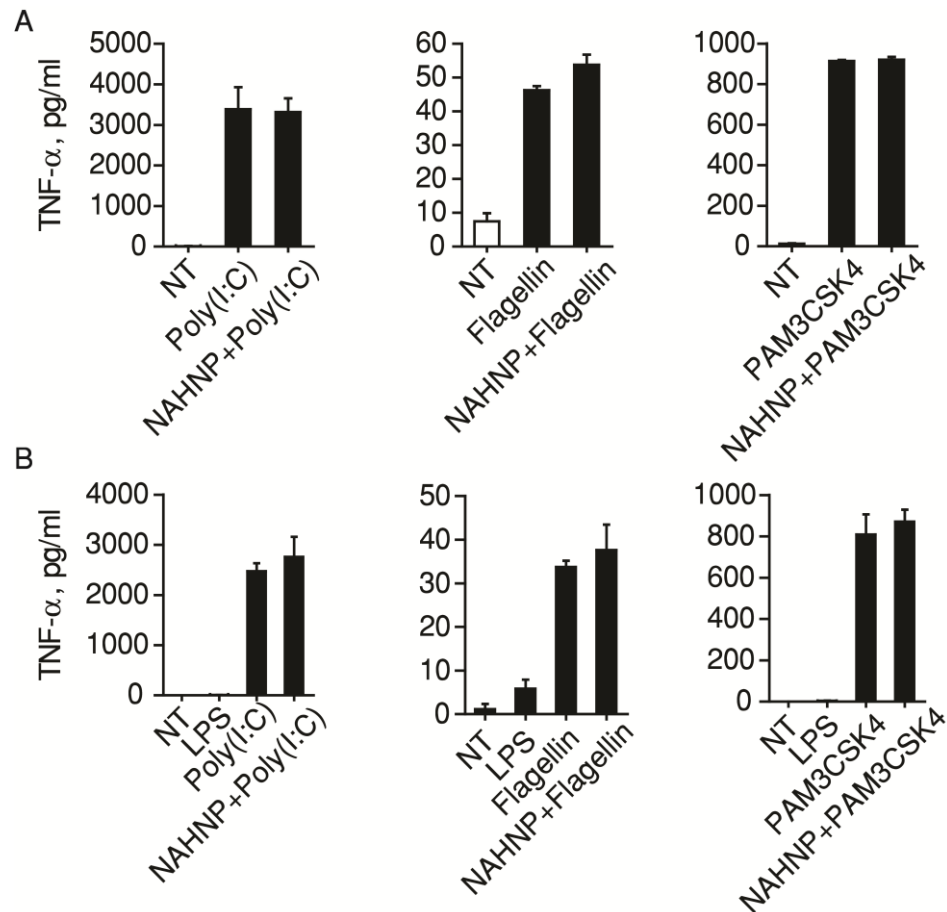 A
TNF-α, pg/ml
5000
4000
3000
2000
1000
0
NT
Poly(I:C)
NAHNP+Poly(I:C)
60
50
40
30
20
10
0
NT
Flagellin
NAHNP+Flagellin
1000
800
600
400
200
0
NT
PAM3CSK4
NAHNP+PAM3CSK4
B
TNF-α, pg/ml
4000
3000
2000
1000
0
NT
LPS
Poly(I:C)
NAHNP+Poly(I:C)
50
40
30
20
10
0
NT
LPS
Flagellin
NAHNP+Flagellin
1000
800
600
400
200
0
NT
LPS
PAM3CSK4
NAHNP+PAM3CSK4